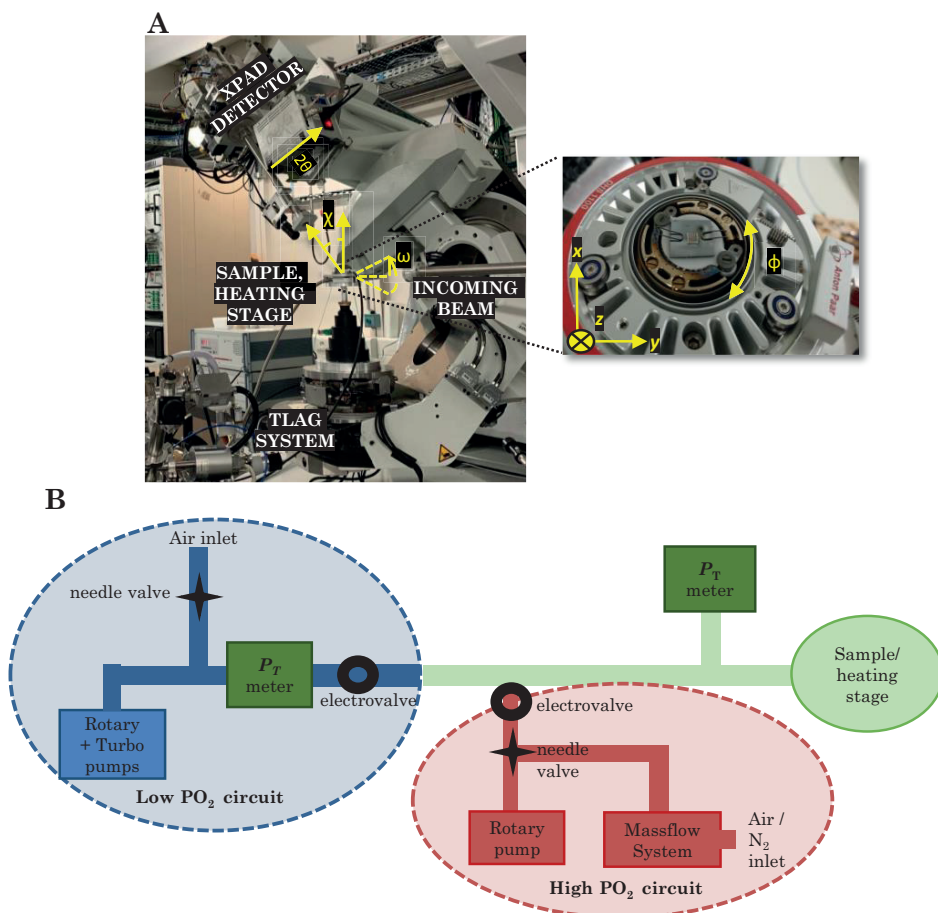 A
XPAD
DETECTOR
2θ
χ
ω
SAMPLE,
HEATING
STAGE
INCOMING
BEAM
TLAG
SYSTEM
x
z
y
ϕ
Anton Paar
B
Air inlet
needle valve
P_T
meter
electrovalve
Rotary
+ Turbo
pumps
Low PO₂ circuit
P_T
meter
Sample/
heating
stage
electrovalve
needle
valve
Rotary
pump
Massflow
System
Air /
N₂
inlet
High PO₂ circuit